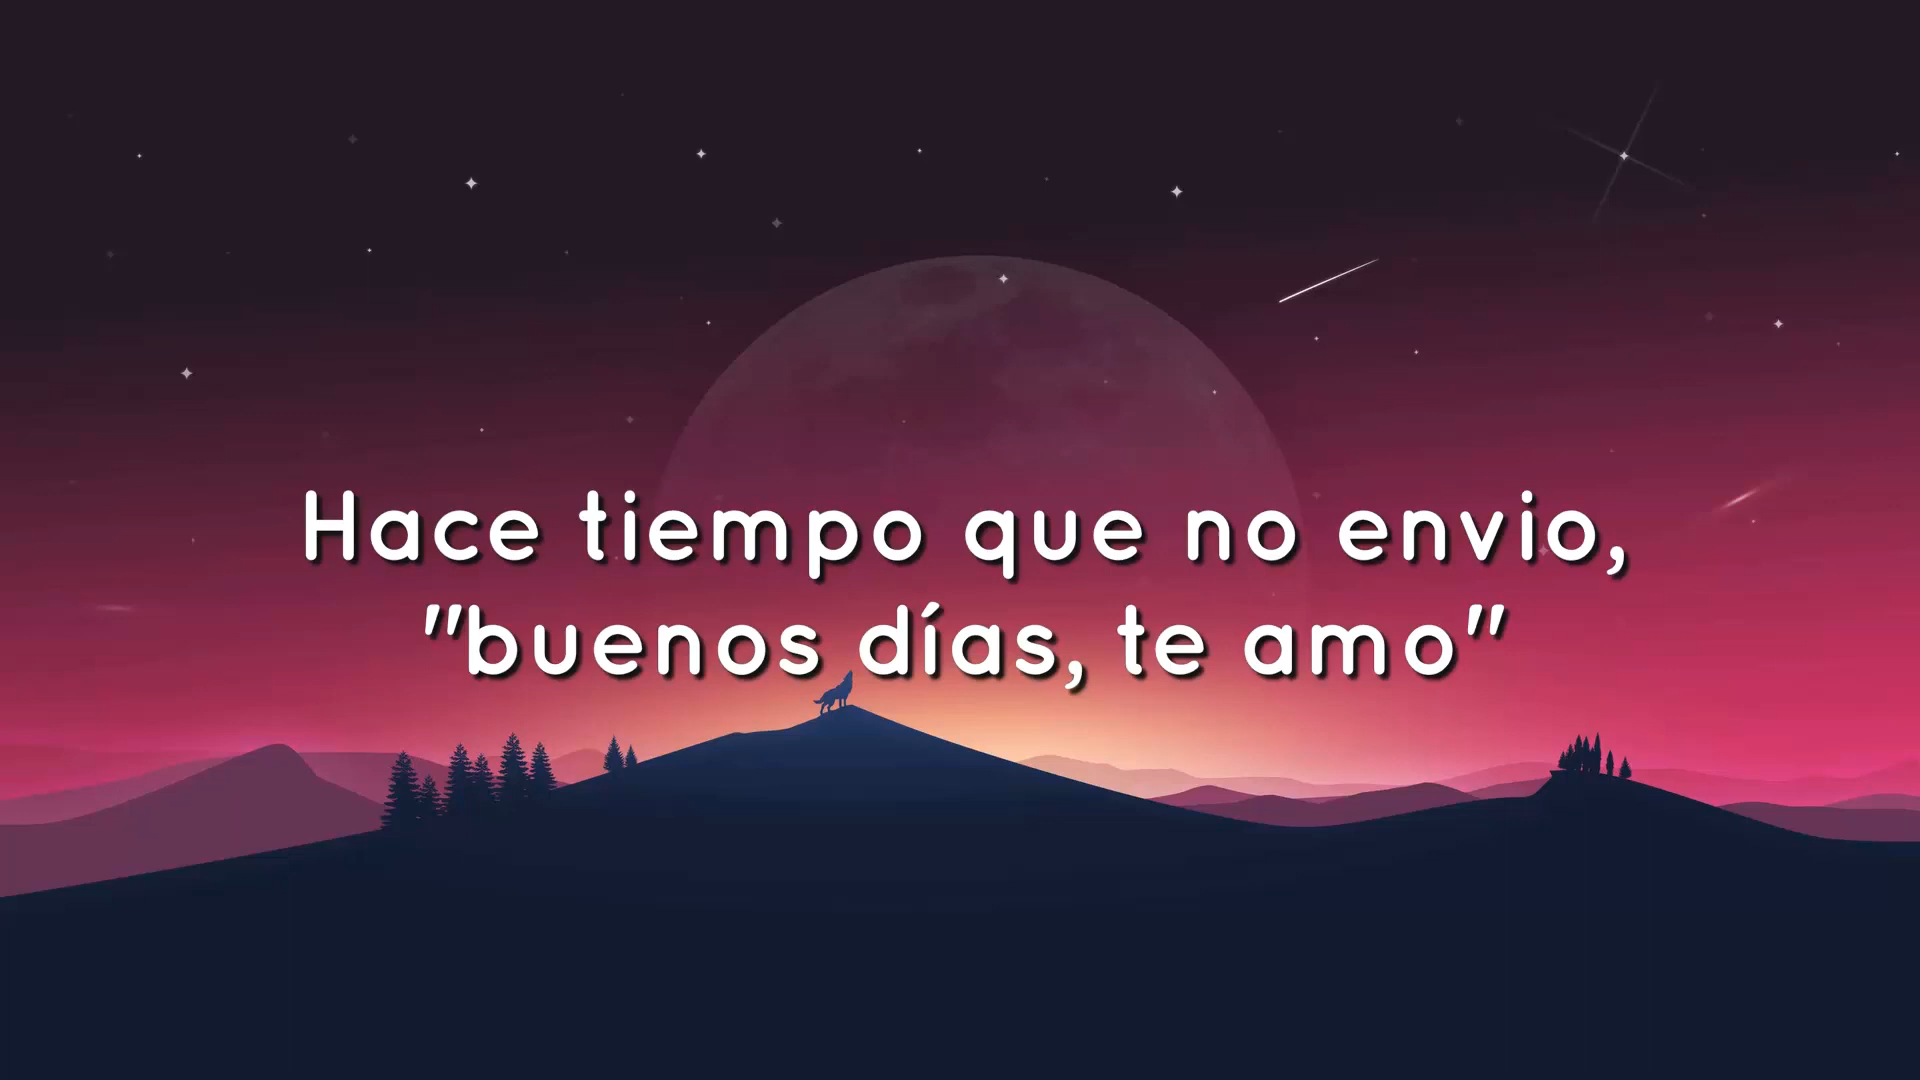 Hace tiempo que no envio,
"buenos días, te amo"